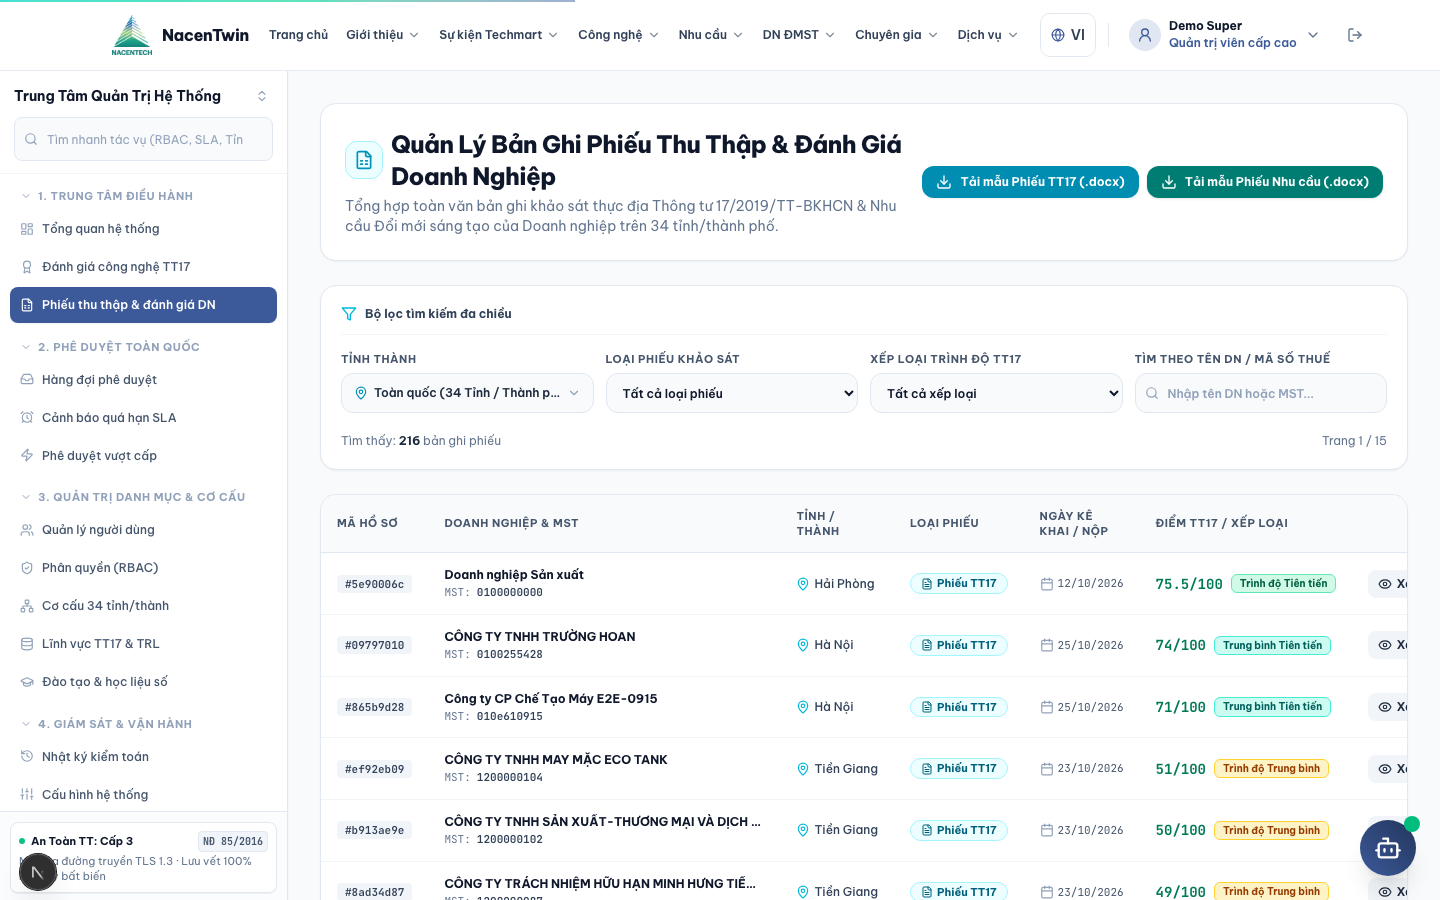 NACENTECH
NacenTwin
Trang chủ
Giới thiệu
Sự kiện Techmart
Công nghệ
Nhu cầu
DN ĐMST
Chuyên gia
Dịch vụ
VI
Demo Super
Quản trị viên cấp cao
Trung Tâm Quản Trị Hệ Thống
Tìm nhanh tác vụ (RBAC, SLA, Tỉn
1. TRUNG TÂM ĐIỀU HÀNH
Tổng quan hệ thống
Đánh giá công nghệ TT17
Phiếu thu thập & đánh giá DN
2. PHÊ DUYỆT TOÀN QUỐC
Hàng đợi phê duyệt
Cảnh báo quá hạn SLA
Phê duyệt vượt cấp
3. QUẢN TRỊ DANH MỤC & CƠ CẤU
Quản lý người dùng
Phân quyền (RBAC)
Cơ cấu 34 tỉnh/thành
Lĩnh vực TT17 & TRL
Đào tạo & học liệu số
4. GIÁM SÁT & VẬN HÀNH
Nhật ký kiểm toán
Cấu hình hệ thống
An Toàn TT: Cấp 3
NĐ 85/2016
đường truyền TLS 1.3 · Lưu vết 100%
bất biến
Quản Lý Bản Ghi Phiếu Thu Thập & Đánh Giá
Doanh Nghiệp
Tổng hợp toàn văn bản ghi khảo sát thực địa Thông tư 17/2019/TT-BKHCN & Nhu
cầu Đổi mới sáng tạo của Doanh nghiệp trên 34 tỉnh/thành phố.
Tải mẫu Phiếu TT17 (.docx)
Tải mẫu Phiếu Nhu cầu (.docx)
Bộ lọc tìm kiếm đa chiều
TỈNH THÀNH
LOẠI PHIẾU KHẢO SÁT
XẾP LOẠI TRÌNH ĐỘ TT17
TÌM THEO TÊN DN / MÃ SỐ THUẾ
Toàn quốc (34 Tỉnh / Thành p...
Tất cả loại phiếu
Tất cả xếp loại
Nhập tên DN hoặc MST...
Tìm thấy: 216 bản ghi phiếu
Trang 1 / 15
MÃ HỒ SƠ
DOANH NGHIỆP & MST
TỈNH /
THÀNH
LOẠI PHIẾU
NGÀY KÊ
KHAI / NỘP
ĐIỂM TT17 / XẾP LOẠI
#5e90006c
Doanh nghiệp Sản xuất
MST: 0100000000
Hải Phòng
Phiếu TT17
12/10/2026
75.5/100
Trình độ Tiên tiến
#09797010
CÔNG TY TNHH TRƯỜNG HOAN
MST: 0100255428
Hà Nội
Phiếu TT17
25/10/2026
74/100
Trung bình Tiên tiến
#865b9d28
Công ty CP Chế Tạo Máy E2E-0915
MST: 010e610915
Hà Nội
Phiếu TT17
25/10/2026
71/100
Trung bình Tiên tiến
#ef92eb09
CÔNG TY TNHH MAY MẶC ECO TANK
MST: 1200000104
Tiền Giang
Phiếu TT17
23/10/2026
51/100
Trình độ Trung bình
#b913ae9e
CÔNG TY TNHH SẢN XUẤT-THƯƠNG MẠI VÀ DỊCH ...
MST: 1200000102
Tiền Giang
Phiếu TT17
23/10/2026
50/100
Trình độ Trung bình
#8ad34d87
CÔNG TY TRÁCH NHIỆM HỮU HẠN MINH HƯNG TIẾ...
Tiền Giang
Phiếu TT17
23/10/2026
49/100
Trình độ Trung bình